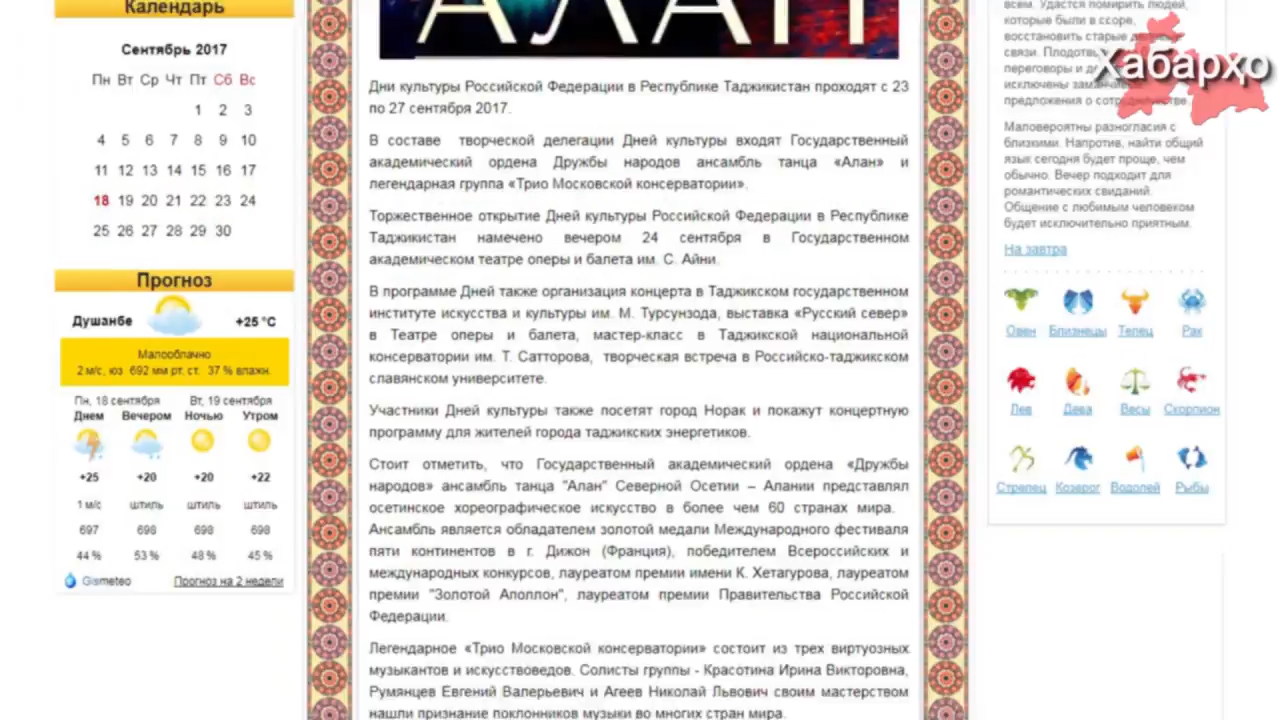 Календарь
Сентябрь 2017
Пн Вт Ср Чт Пт Сб Вс
1 2 3
4 5 6 7 8 9 10
11 12 13 14 15 16 17
18 19 20 21 22 23 24
25 26 27 28 29 30
Прогноз
Душанбе +25 °C
Малооблачно
2 м/с, юз 692 мм рт. ст. 37 % влажн.
Пн, 18 сентября Вт, 19 сентября
Днем Вечером Ночью Утром
+25 +20 +20 +22
1 м/с штиль штиль штиль
697 698 698 698
44 % 53 % 48 % 45 %
Gismeteo Прогноз на 2 недели
АЛАН
Дни культуры Российской Федерации в Республике Таджикистан проходят с 23
по 27 сентября 2017.
В составе творческой делегации Дней культуры входят Государственный
академический ордена Дружбы народов ансамбль танца «Алан» и
легендарная группа «Трио Московской консерватории».
Торжественное открытие Дней культуры Российской Федерации в Республике
Таджикистан намечено вечером 24 сентября в Государственном
академическом театре оперы и балета им. С. Айни.
В программе Дней также организация концерта в Таджикском государственном
институте искусства и культуры им. М. Турсунзода, выставка «Русский север»
в Театре оперы и балета, мастер-класс в Таджикской национальной
консерватории им. Т. Сатторова, творческая встреча в Российско-таджикском
славянском университете.
Участники Дней культуры также посетят город Норак и покажут концертную
программу для жителей города таджикских энергетиков.
Стоит отметить, что Государственный академический ордена «Дружбы
народов» ансамбль танца "Алан" Северной Осетии – Алании представлял
осетинское хореографическое искусство в более чем 60 странах мира.
Ансамбль является обладателем золотой медали Международного фестиваля
пяти континентов в г. Дижон (Франция), победителем Всероссийских и
международных конкурсов, лауреатом премии имени К. Хетагурова, лауреатом
премии "Золотой Аполлон", лауреатом премии Правительства Российской
Федерации.
Легендарное «Трио Московской консерватории» состоит из трех виртуозных
музыкантов и искусствоведов. Солисты группы - Красотина Ирина Викторовна,
Румянцев Евгений Валерьевич и Агеев Николай Львович своим мастерством
нашли признание поклонников музыки во многих стран мира.
всем. Удастся помирить людей,
которые были в ссоре,
восстановить старые
связи.
переговоры и
исключены
предложения о сотрудничестве.
Хабарҳо
Маловероятны разногласия с
близкими. Напротив, найти общий
язык сегодня будет проще, чем
обычно. Вечер подходит для
романтических свиданий.
Общение с любимым человеком
будет исключительно приятным.
На завтра
Овен Близнецы Телец Рак
Лев Дева Весы Скорпион
Стрелец Козерог Водолей Рыбы